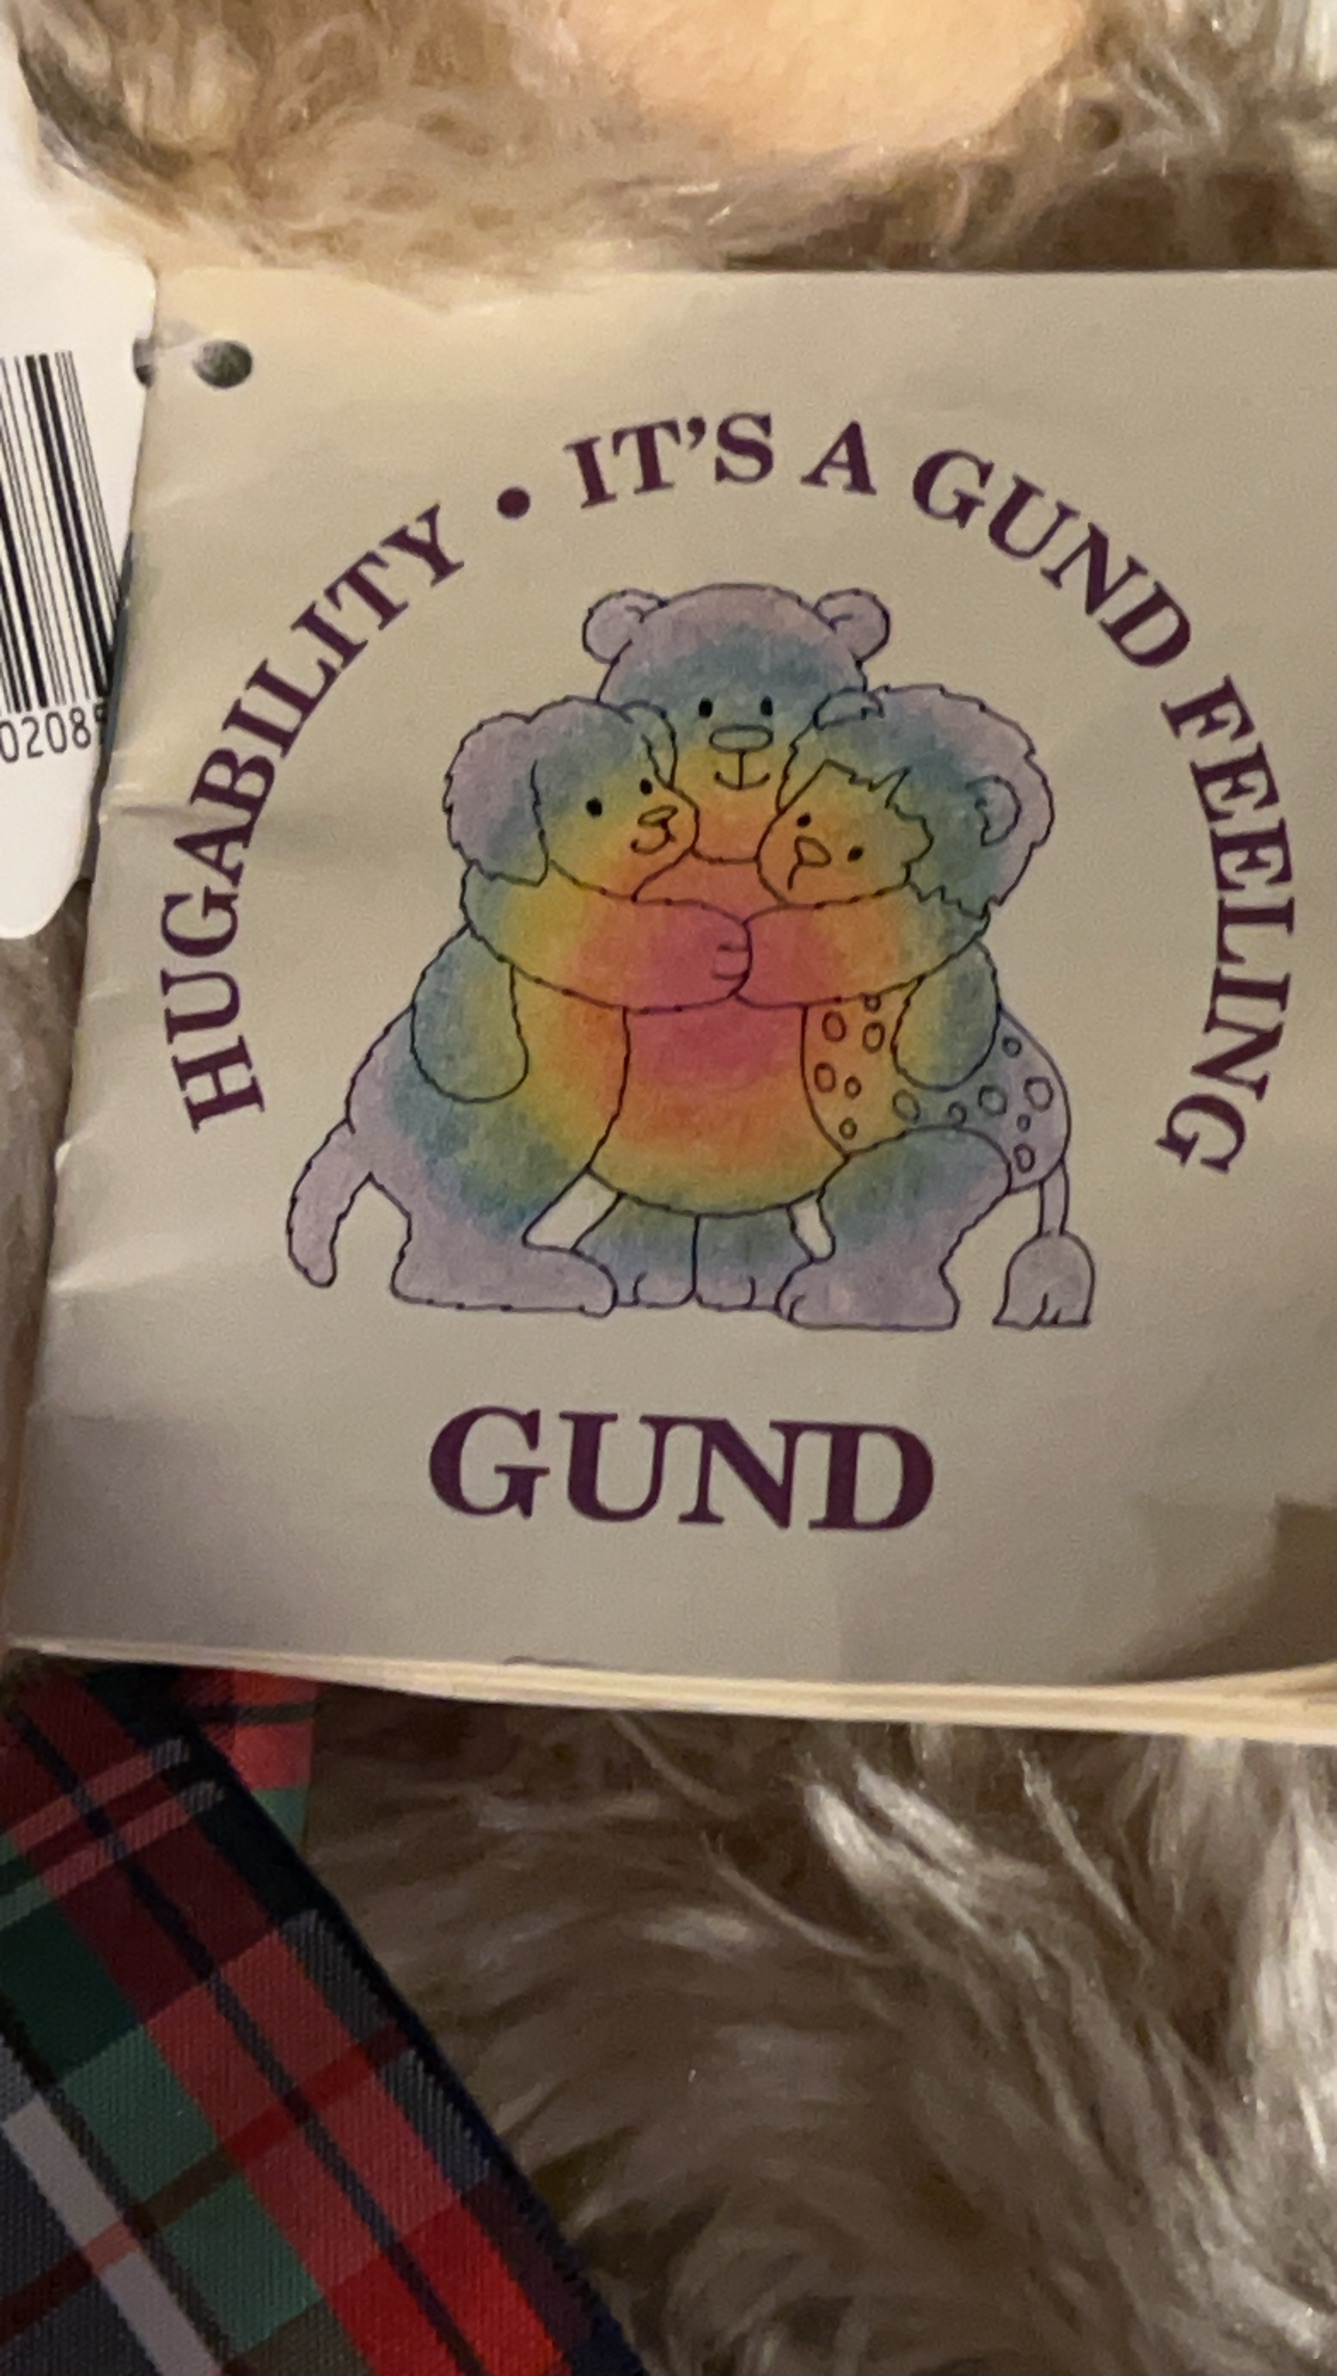 HUGABILITY • IT'S A GUND FEELING
GUND
0208